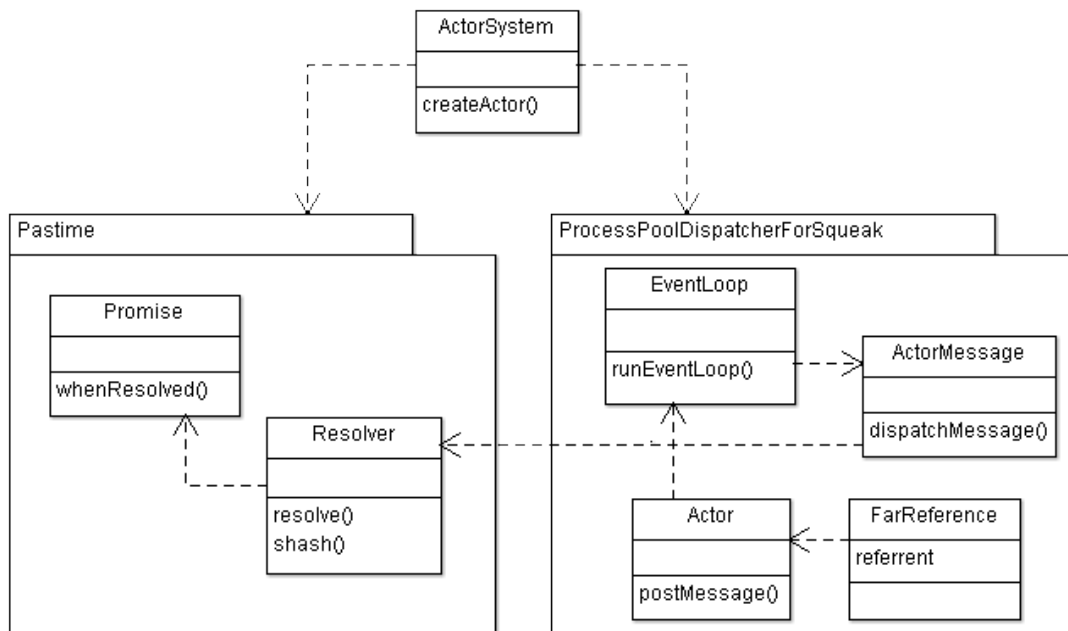 ActorSystem
createActor()
Pastime
ProcessPoolDispatcherForSqueak
Promise
whenResolved()
Resolver
resolve()
shash()
EventLoop
runEventLoop()
ActorMessage
dispatchMessage()
Actor
postMessage()
FarReference
referrent